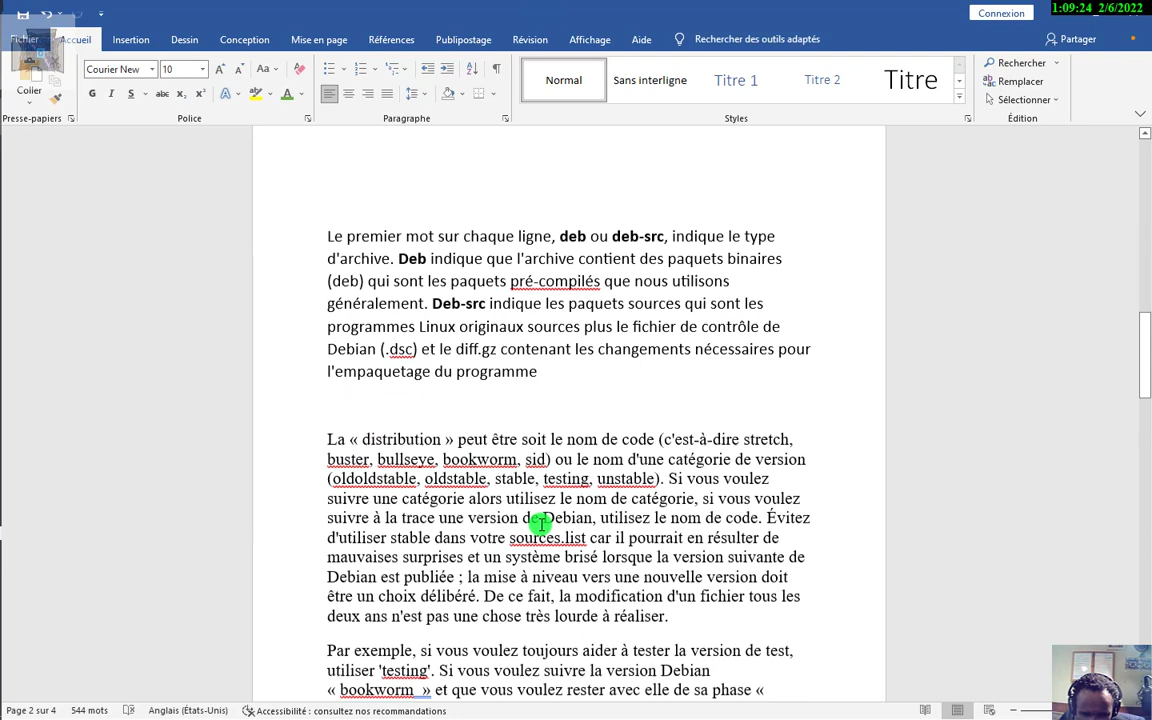 1:09:24 2/6/2022
Connexion
Fichier Accueil Insertion Dessin Conception Mise en page Références Publipostage Révision Affichage Aide Rechercher des outils adaptés Partager
Courier New 10 Aa
Rechercher
Remplacer
Sélectionner
Coller
Normal Sans interligne Titre 1 Titre 2 Titre
Presse-papiers Police Paragraphe Styles Édition
Le premier mot sur chaque ligne, deb ou deb-src, indique le type
d'archive. Deb indique que l'archive contient des paquets binaires
(deb) qui sont les paquets pré-compilés que nous utilisons
généralement. Deb-src indique les paquets sources qui sont les
programmes Linux originaux sources plus le fichier de contrôle de
Debian (.dsc) et le diff.gz contenant les changements nécessaires pour
l'empaquetage du programme
La « distribution » peut être soit le nom de code (c'est-à-dire stretch,
buster, bullseye, bookworm, sid) ou le nom d'une catégorie de version
(oldoldstable, oldstable, stable, testing, unstable). Si vous voulez
suivre une catégorie alors utilisez le nom de catégorie, si vous voulez
suivre à la trace une version de Debian, utilisez le nom de code. Évitez
d'utiliser stable dans votre sources.list car il pourrait en résulter de
mauvaises surprises et un système brisé lorsque la version suivante de
Debian est publiée ; la mise à niveau vers une nouvelle version doit
être un choix délibéré. De ce fait, la modification d'un fichier tous les
deux ans n'est pas une chose très lourde à réaliser.
Par exemple, si vous voulez toujours aider à tester la version de test,
utiliser 'testing'. Si vous voulez suivre la version Debian
« bookworm » et que vous voulez rester avec elle de sa phase «
Page 2 sur 4 544 mots Anglais (États-Unis) Accessibilité : consultez nos recommandations